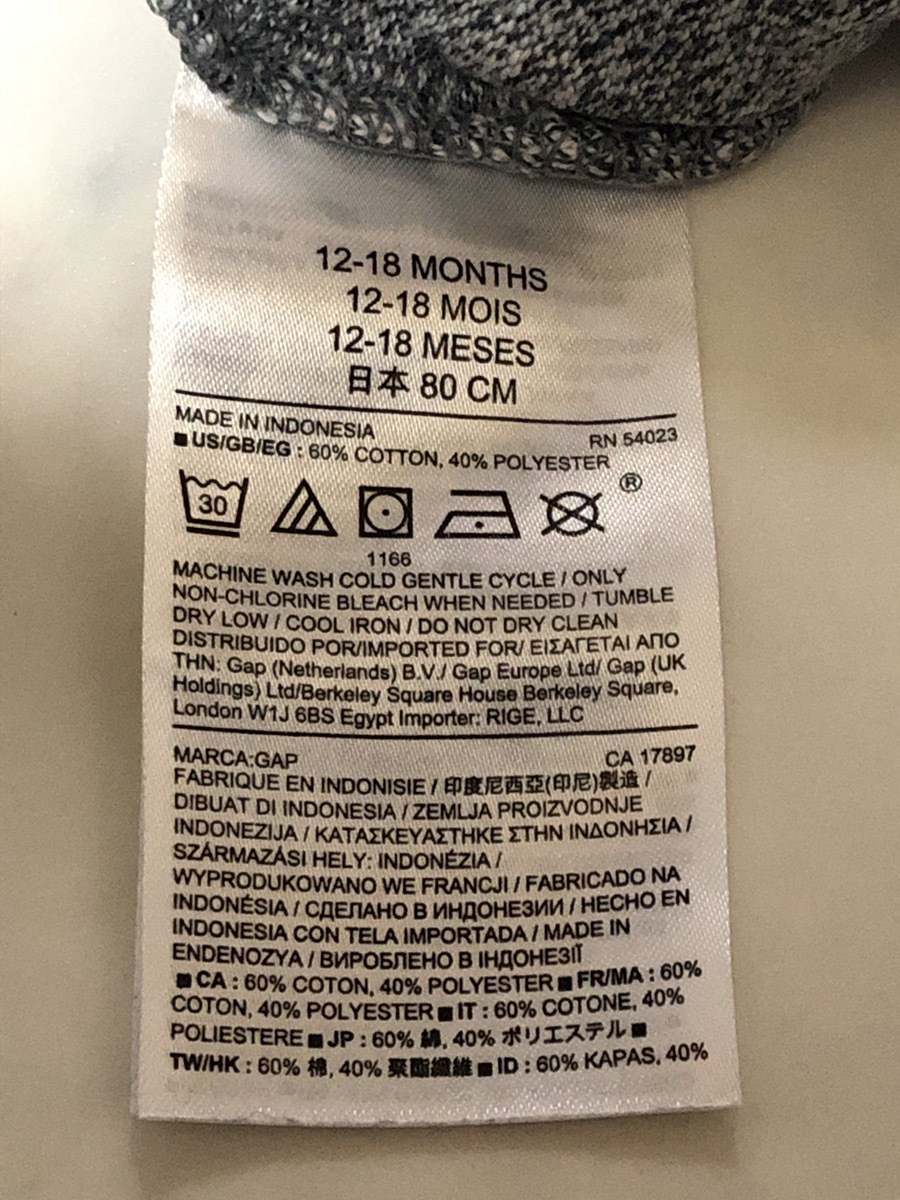 12-18 MONTHS
12-18 MOIS
12-18 MESES
日本 80 CM
MADE IN INDONESIA RN 54023
■ US/GB/EG : 60% COTTON, 40% POLYESTER
30 ®
1166
MACHINE WASH COLD GENTLE CYCLE / ONLY
NON-CHLORINE BLEACH WHEN NEEDED / TUMBLE
DRY LOW / COOL IRON / DO NOT DRY CLEAN
DISTRIBUIDO POR/IMPORTED FOR/ ΕΙΣΑΓΕΤΑΙ ΑΠΟ
ΤΗΝ: Gap (Netherlands) B.V./ Gap Europe Ltd/ Gap (UK
Holdings) Ltd/Berkeley Square House Berkeley Square,
London W1J 6BS Egypt Importer: RIGE, LLC
MARCA:GAP CA 17897
FABRIQUE EN INDONISIE / 印度尼西亞(印尼)製造 /
DIBUAT DI INDONESIA / ZEMLJA PROIZVODNJE
INDONEZIJA / ΚΑΤΑΣΚΕΥΑΣΤΗΚΕ ΣΤΗΝ ΙΝΔΟΝΗΣΙΑ /
SZÁRMAZÁSI HELY: INDONÉZIA /
WYPRODUKOWANO WE FRANCJI / FABRICADO NA
INDONÉSIA / СДЕЛАНО В ИНДОНЕЗИИ / HECHO EN
INDONESIA CON TELA IMPORTADA / MADE IN
ENDENOZYA / ВИРОБЛЕНО В ІНДОНЕЗІЇ
■ CA : 60% COTON, 40% POLYESTER ■ FR/MA : 60%
COTON, 40% POLYESTER ■ IT : 60% COTONE, 40%
POLIESTERE ■ JP : 60% 綿, 40% ポリエステル ■
TW/HK : 60% 棉, 40% 聚酯纖維 ■ ID : 60% KAPAS, 40%